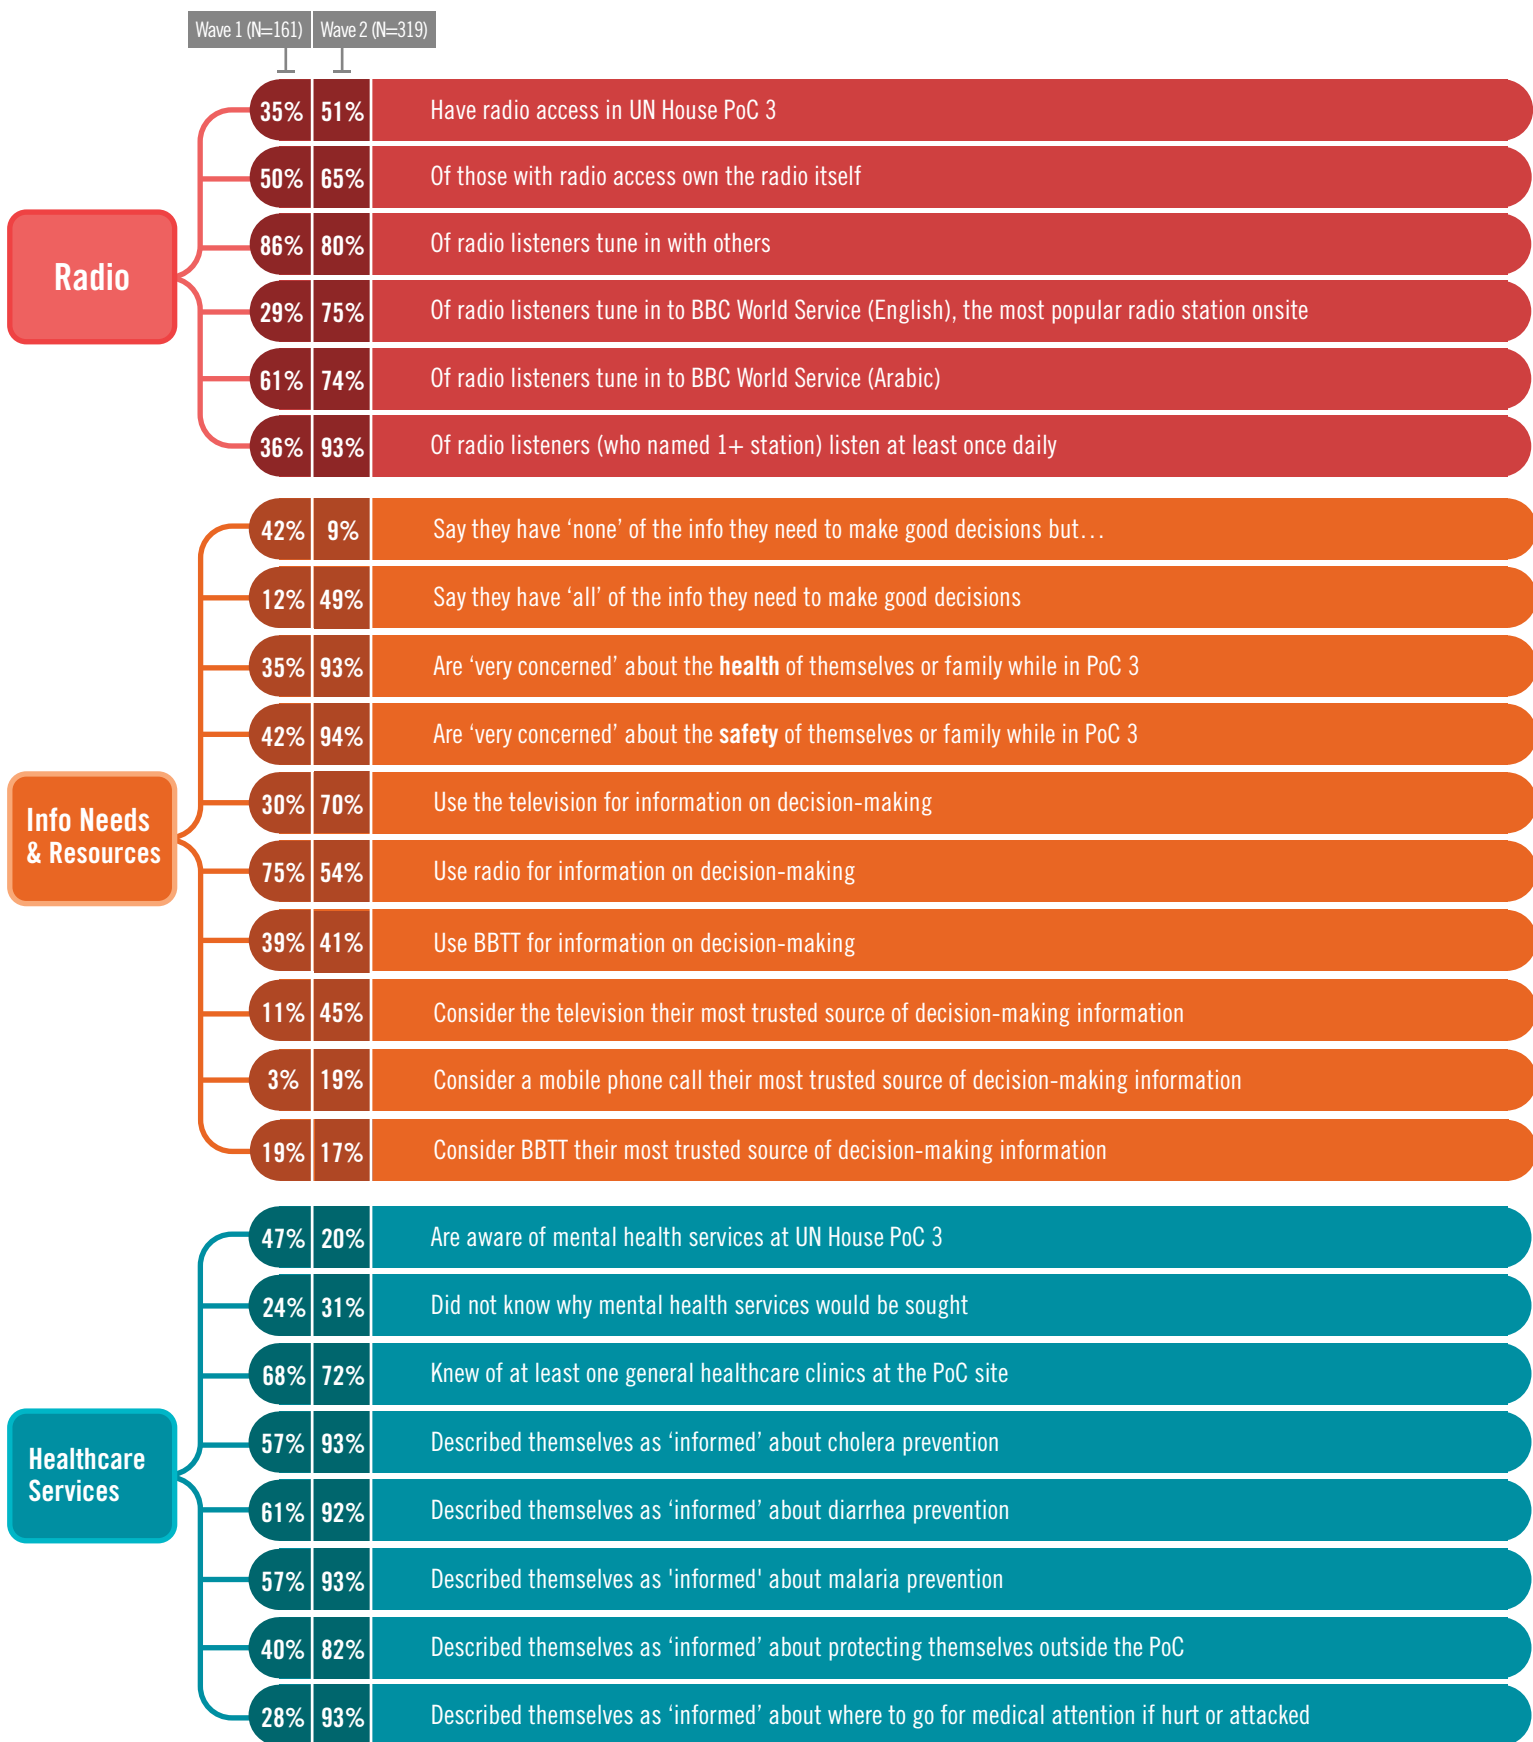 Wave 1 (N=161) Wave 2 (N=319)
35% 51% Have radio access in UN House PoC 3
50% 65% Of those with radio access own the radio itself
86% 80% Of radio listeners tune in with others
Radio
29% 75% Of radio listeners tune in to BBC World Service (English), the most popular radio station onsite
61% 74% Of radio listeners tune in to BBC World Service (Arabic)
36% 93% Of radio listeners (who named 1+ station) listen at least once daily
42% 9% Say they have ‘none’ of the info they need to make good decisions but…
12% 49% Say they have ‘all’ of the info they need to make good decisions
35% 93% Are ‘very concerned’ about the health of themselves or family while in PoC 3
42% 94% Are ‘very concerned’ about the safety of themselves or family while in PoC 3
30% 70% Use the television for information on decision-making
Info Needs
& Resources
75% 54% Use radio for information on decision-making
39% 41% Use BBTT for information on decision-making
11% 45% Consider the television their most trusted source of decision-making information
3% 19% Consider a mobile phone call their most trusted source of decision-making information
19% 17% Consider BBTT their most trusted source of decision-making information
47% 20% Are aware of mental health services at UN House PoC 3
24% 31% Did not know why mental health services would be sought
68% 72% Knew of at least one general healthcare clinics at the PoC site
57% 93% Described themselves as ‘informed’ about cholera prevention
Healthcare
Services
61% 92% Described themselves as ‘informed’ about diarrhea prevention
57% 93% Described themselves as 'informed' about malaria prevention
40% 82% Described themselves as ‘informed’ about protecting themselves outside the PoC
28% 93% Described themselves as ‘informed’ about where to go for medical attention if hurt or attacked